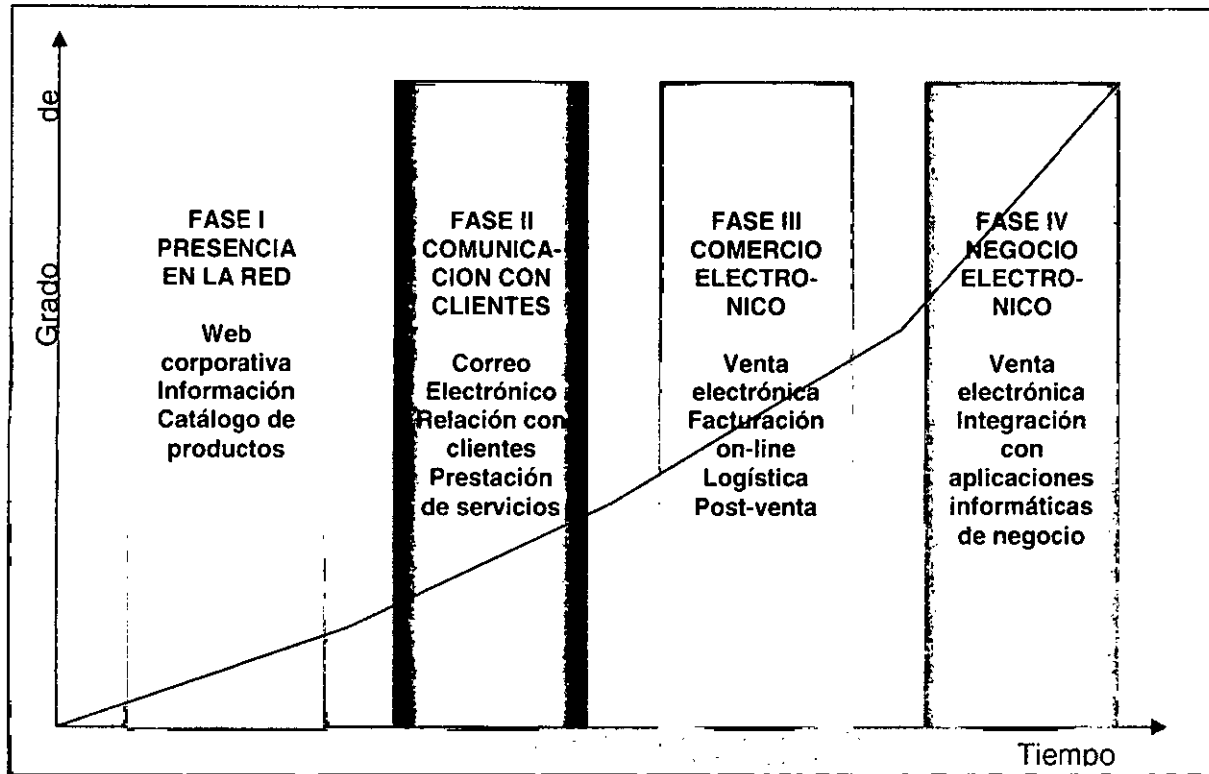 Grado de
FASE I
PRESENCIA
EN LA RED
Web
corporativa
Información
Catálogo de
productos
FASE II
COMUNICA-
CION CON
CLIENTES
Correo
Electrónico
Relación con
clientes
Prestación
de servicios
FASE III
COMERCIO
ELECTRO-
NICO
Venta
electrónica
Facturación
on-line
Logística
Post-venta
FASE IV
NEGOCIO
ELECTRO-
NICO
Venta
electrónica
Integración
con
aplicaciones
informáticas
de negocio
Tiempo